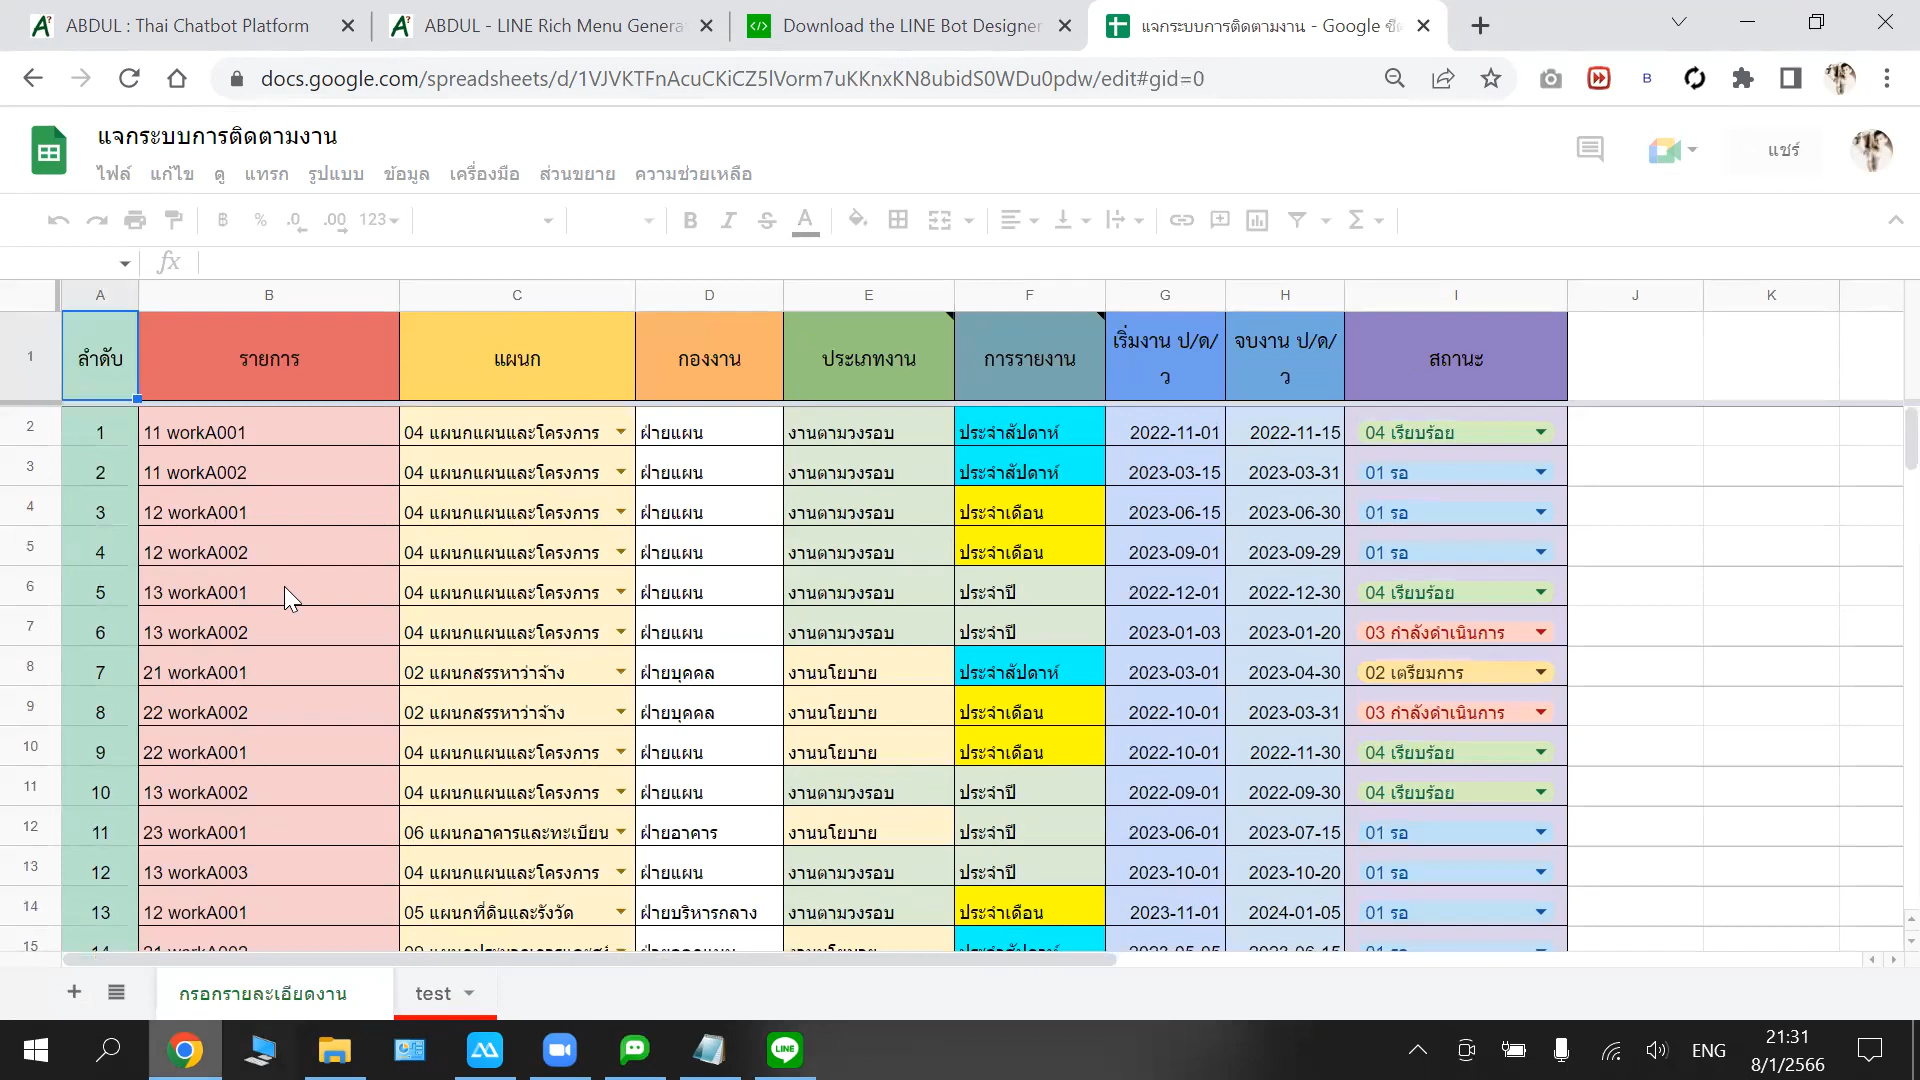 ABDUL : Thai Chatbot Platform
ABDUL - LINE Rich Menu Genera
Download the LINE Bot Designer
แจกระบบการติดตามงาน - Google ชีต
docs.google.com/spreadsheets/d/1VJVKTFnAcuCKiCZ5lVorm7uKKnxKN8ubidS0WDu0pdw/edit#gid=0
แจกระบบการติดตามงาน
ไฟล์ แก้ไข ดู แทรก รูปแบบ ข้อมูล เครื่องมือ ส่วนขยาย ความช่วยเหลือ
แชร์
฿ % .0 .00 123
fx
A B C D E F G H I J K
1 ลำดับ รายการ แผนก กองงาน ประเภทงาน การรายงาน เริ่มงาน ป/ด/ว จบงาน ป/ด/ว สถานะ
2 1 11 workA001 04 แผนกแผนและโครงการ ฝ่ายแผน งานตามวงรอบ ประจำสัปดาห์ 2022-11-01 2022-11-15 04 เรียบร้อย
3 2 11 workA002 04 แผนกแผนและโครงการ ฝ่ายแผน งานตามวงรอบ ประจำสัปดาห์ 2023-03-15 2023-03-31 01 รอ
4 3 12 workA001 04 แผนกแผนและโครงการ ฝ่ายแผน งานตามวงรอบ ประจำเดือน 2023-06-15 2023-06-30 01 รอ
5 4 12 workA002 04 แผนกแผนและโครงการ ฝ่ายแผน งานตามวงรอบ ประจำเดือน 2023-09-01 2023-09-29 01 รอ
6 5 13 workA001 04 แผนกแผนและโครงการ ฝ่ายแผน งานตามวงรอบ ประจำปี 2022-12-01 2022-12-30 04 เรียบร้อย
7 6 13 workA002 04 แผนกแผนและโครงการ ฝ่ายแผน งานตามวงรอบ ประจำปี 2023-01-03 2023-01-20 03 กำลังดำเนินการ
8 7 21 workA001 02 แผนกสรรหาว่าจ้าง ฝ่ายบุคคล งานนโยบาย ประจำสัปดาห์ 2023-03-01 2023-04-30 02 เตรียมการ
9 8 22 workA002 02 แผนกสรรหาว่าจ้าง ฝ่ายบุคคล งานนโยบาย ประจำเดือน 2022-10-01 2023-03-31 03 กำลังดำเนินการ
10 9 22 workA001 04 แผนกแผนและโครงการ ฝ่ายแผน งานนโยบาย ประจำเดือน 2022-10-01 2022-11-30 04 เรียบร้อย
11 10 13 workA002 04 แผนกแผนและโครงการ ฝ่ายแผน งานตามวงรอบ ประจำปี 2022-09-01 2022-09-30 04 เรียบร้อย
12 11 23 workA001 06 แผนกอาคารและทะเบียน ฝ่ายอาคาร งานนโยบาย ประจำปี 2023-06-01 2023-07-15 01 รอ
13 12 13 workA003 04 แผนกแผนและโครงการ ฝ่ายแผน งานตามวงรอบ ประจำปี 2023-10-01 2023-10-20 01 รอ
14 13 12 workA001 05 แผนกที่ดินและรังวัด ฝ่ายบริหารกลาง งานตามวงรอบ ประจำเดือน 2023-11-01 2024-01-05 01 รอ
15 14
กรอกรายละเอียดงาน test
LINE
ENG
21:31
8/1/2566